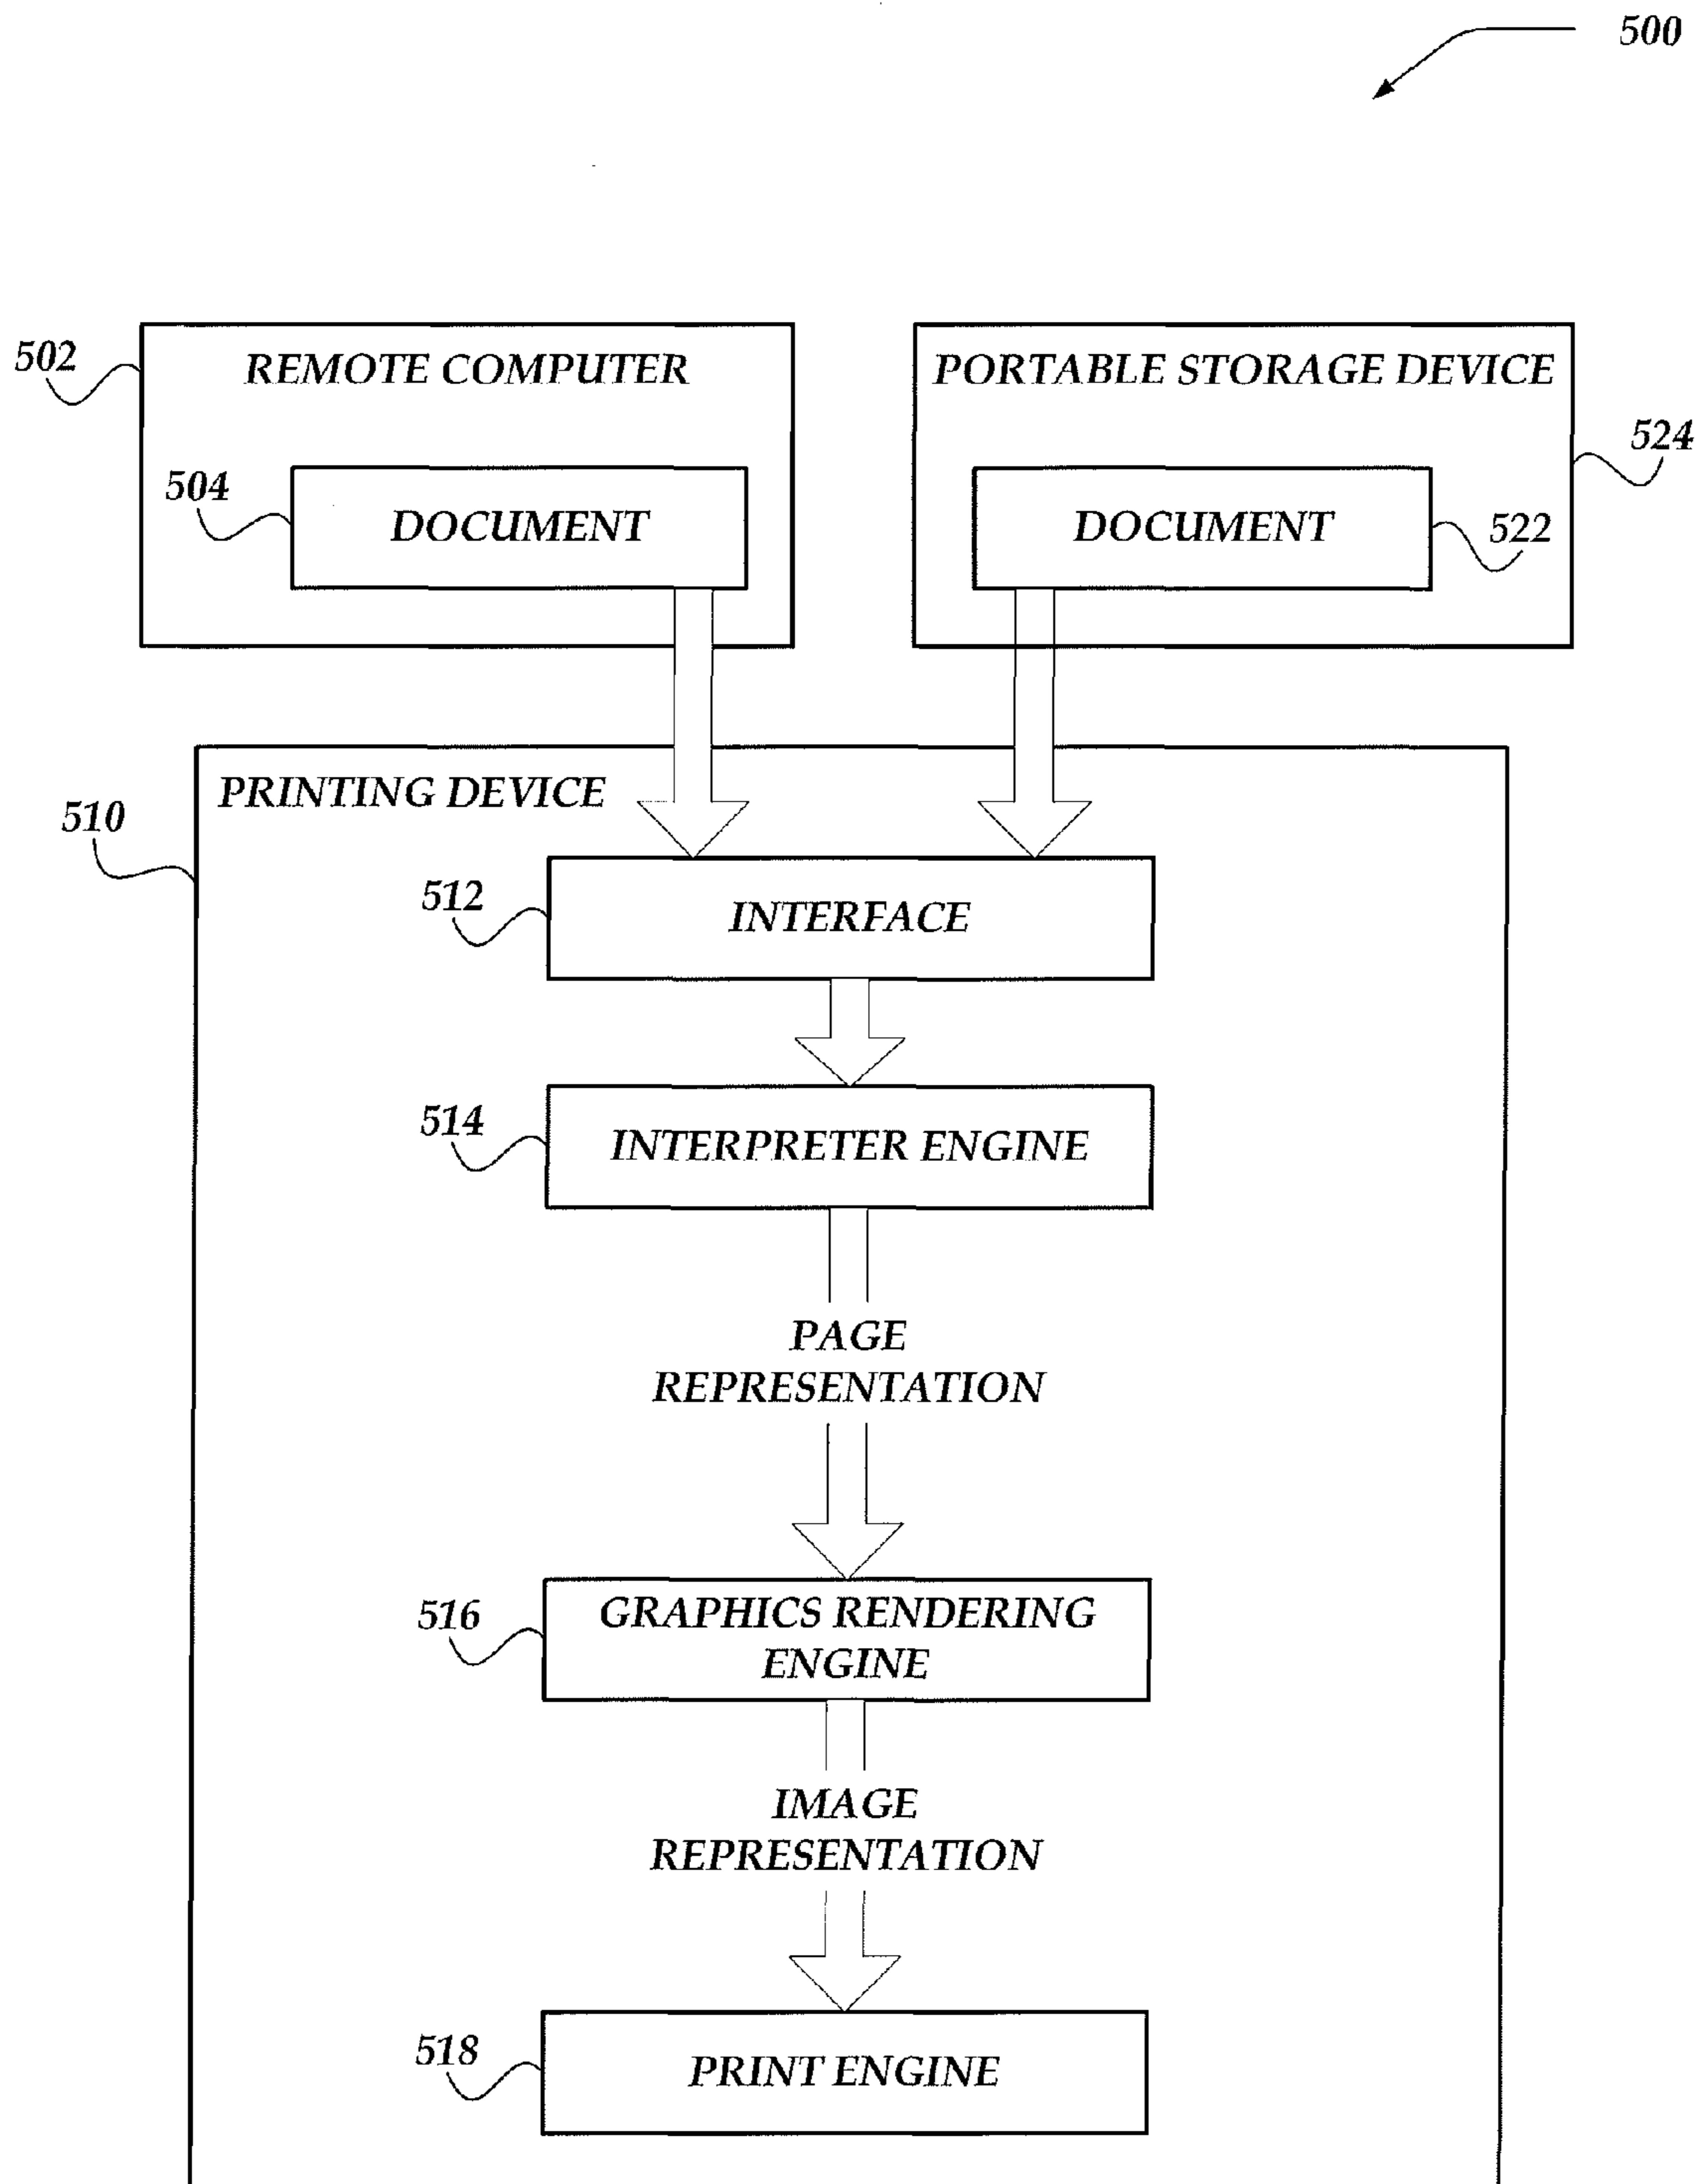 500
REMOTE COMPUTER
PORTABLE STORAGE DEVICE
502
524
504
DOCUMENT
DOCUMENT
522
PRINTING DEVICE
510
512
INTERFACE
514
INTERPRETER ENGINE
PAGE
REPRESENTATION
516
GRAPHICS RENDERING
ENGINE
IMAGE
REPRESENTATION
518
PRINT ENGINE